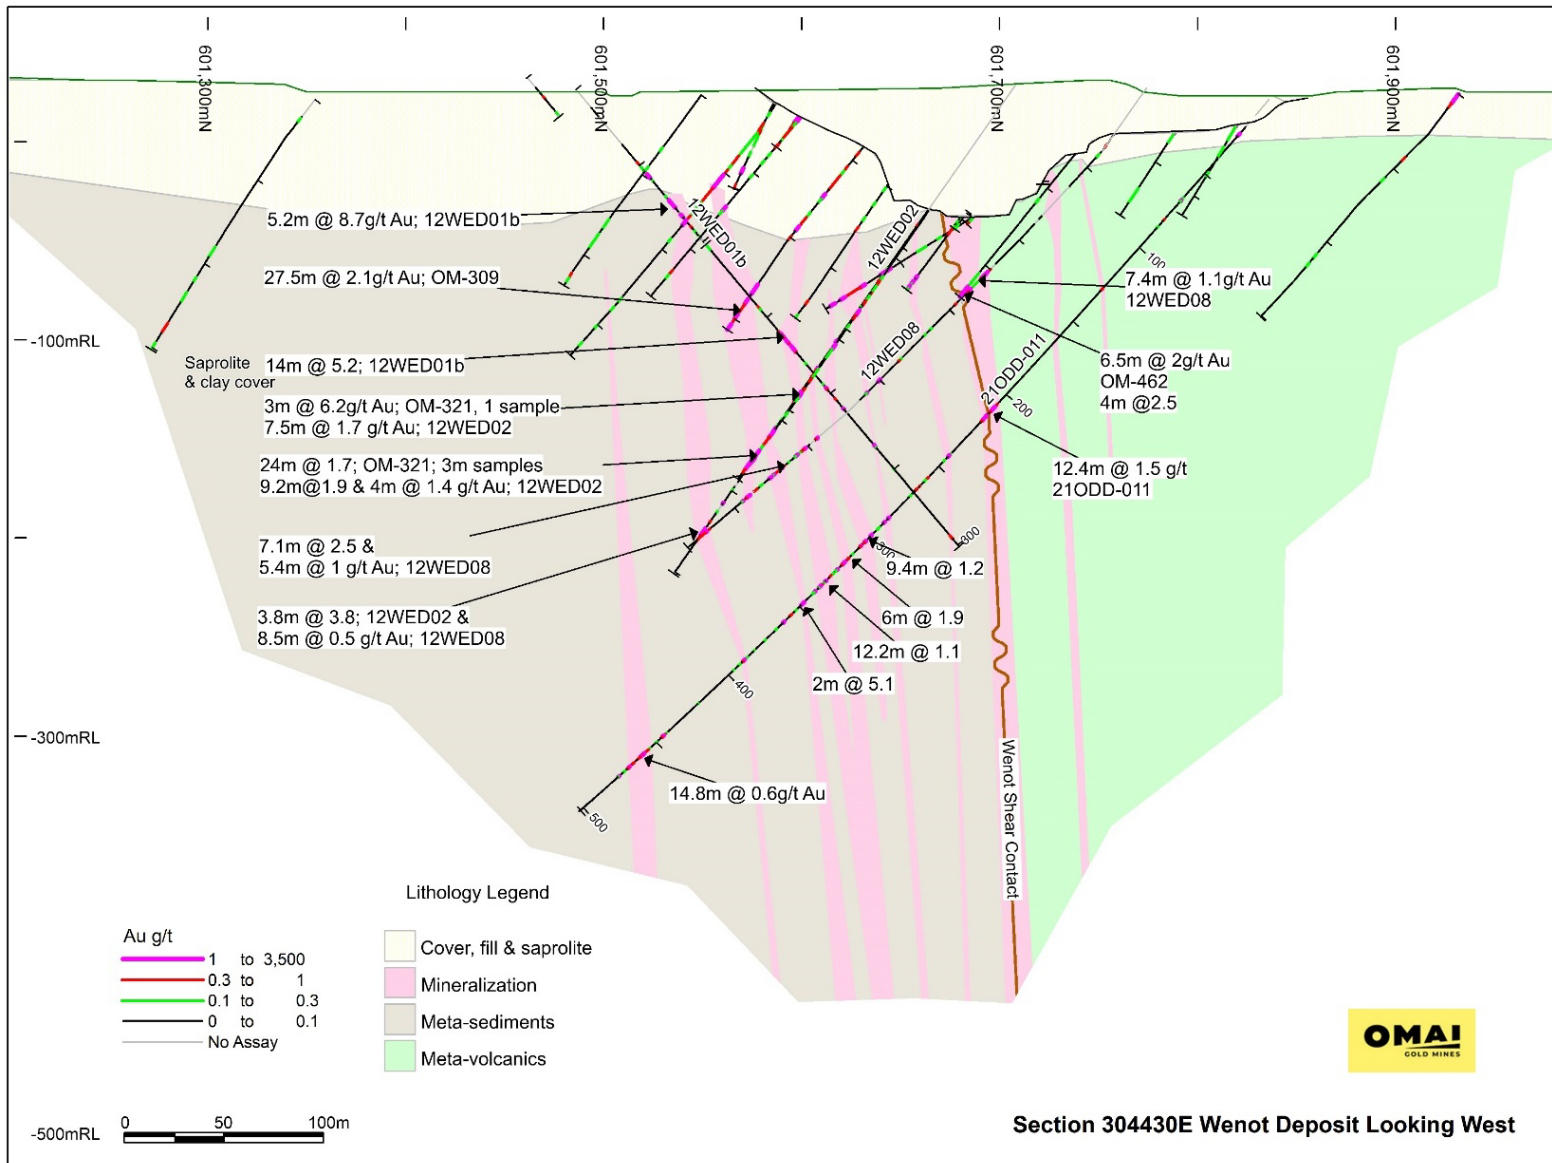 601,300mN
601,500mN
601,700mN
601,900mN
-100mRL
-300mRL
-500mRL
5.2m @ 8.7g/t Au; 12WED01b
27.5m @ 2.1g/t Au; OM-309
Saprolite
& clay cover
14m @ 5.2; 12WED01b
3m @ 6.2g/t Au; OM-321, 1 sample
7.5m @ 1.7 g/t Au; 12WED02
24m @ 1.7; OM-321; 3m samples
9.2m@1.9 & 4m @ 1.4 g/t Au; 12WED02
7.1m @ 2.5 &
5.4m @ 1 g/t Au; 12WED08
3.8m @ 3.8; 12WED02 &
8.5m @ 0.5 g/t Au; 12WED08
12WED01b
12WED02
12WED08
21ODD-011
100
200
300
300
400
500
7.4m @ 1.1g/t Au
12WED08
6.5m @ 2g/t Au
OM-462
4m @2.5
12.4m @ 1.5 g/t
21ODD-011
9.4m @ 1.2
6m @ 1.9
12.2m @ 1.1
2m @ 5.1
14.8m @ 0.6g/t Au
Wenot Shear Contact
Lithology Legend
Cover, fill & saprolite
Mineralization
Meta-sediments
Meta-volcanics
Au g/t
1 to 3,500
0.3 to 1
0.1 to 0.3
0 to 0.1
No Assay
0 50 100m
OMAI
GOLD MINES
Section 304430E Wenot Deposit Looking West